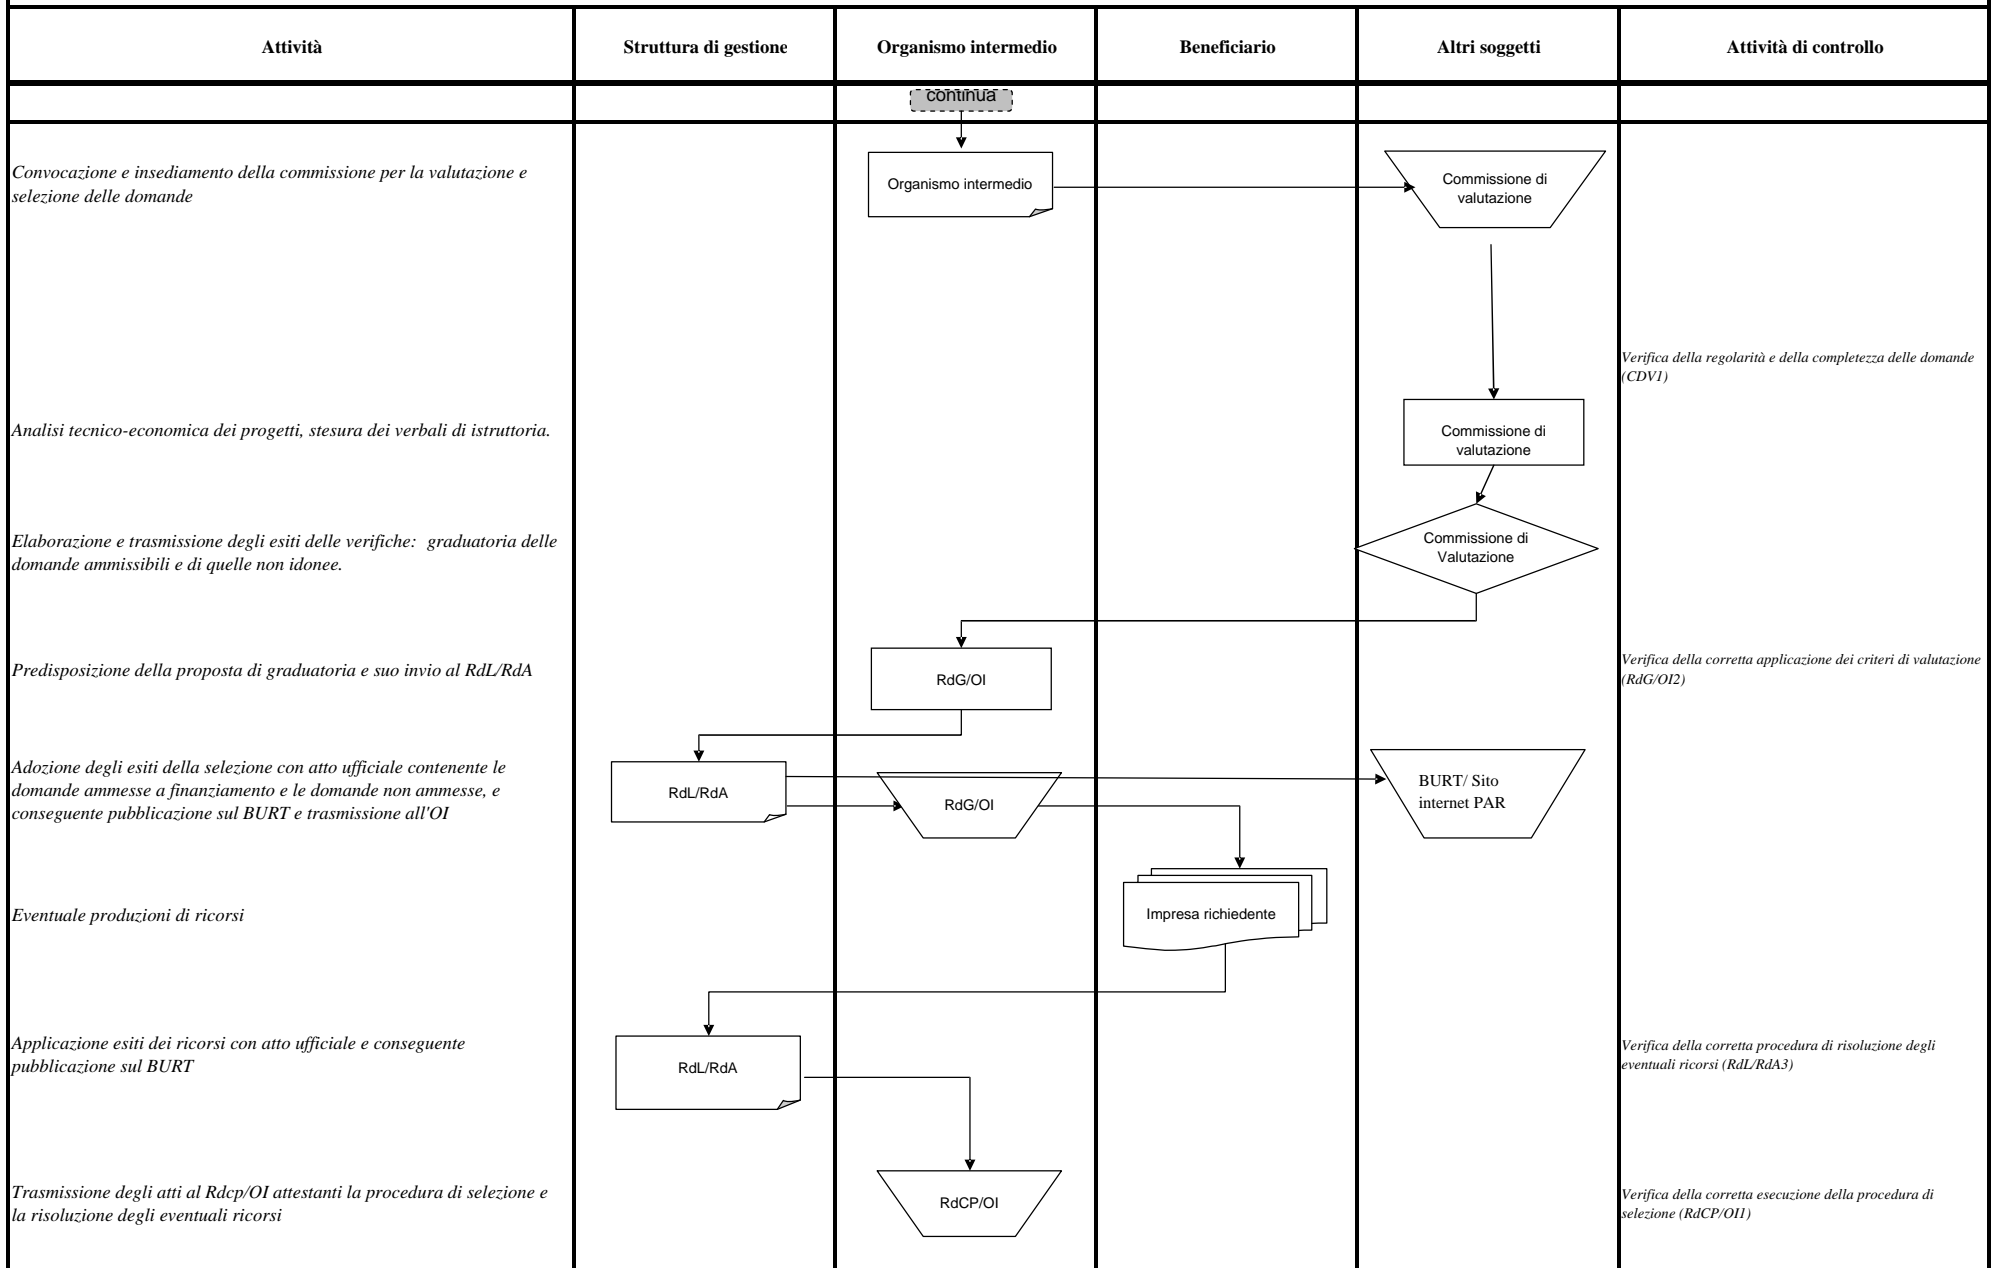 Attività
Struttura di gestione
Organismo intermedio
Beneficiario
Altri soggetti
Attività di controllo
continua
Convocazione e insediamento della commissione per la valutazione e
selezione delle domande
Organismo intermedio
Commissione di
valutazione
Verifica della regolarità e della completezza delle domande
(CDV1)
Analisi tecnico-economica dei progetti, stesura dei verbali di istruttoria.
Commissione di
valutazione
Elaborazione e trasmissione degli esiti delle verifiche:  graduatoria delle
domande ammissibili e di quelle non idonee.
Commissione di
Valutazione
Predisposizione della proposta di graduatoria e suo invio al RdL/RdA
RdG/OI
Verifica della corretta applicazione dei criteri di valutazione
(RdG/OI2)
Adozione degli esiti della selezione con atto ufficiale contenente le
domande ammesse a finanziamento e le domande non ammesse, e
conseguente pubblicazione sul BURT e trasmissione all'OI
RdL/RdA
RdG/OI
BURT/ Sito
internet PAR
Eventuale produzioni di ricorsi
Impresa richiedente
Applicazione esiti dei ricorsi con atto ufficiale e conseguente
pubblicazione sul BURT
RdL/RdA
Verifica della corretta procedura di risoluzione degli
eventuali ricorsi (RdL/RdA3)
Trasmissione degli atti al Rdcp/OI attestanti la procedura di selezione e
la risoluzione degli eventuali ricorsi
RdCP/OI
Verifica della corretta esecuzione della procedura di
selezione (RdCP/OI1)